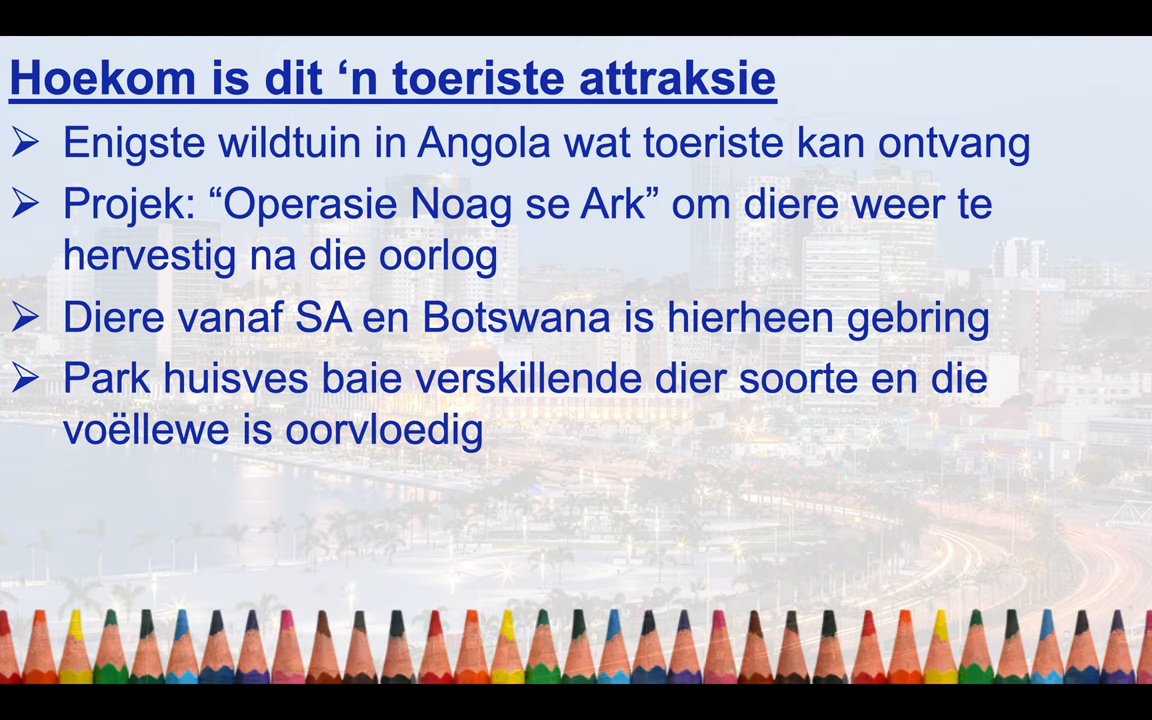 Hoekom is dit ‘n toeriste attraksie
➢ Enigste wildtuin in Angola wat toeriste kan ontvang
➢ Projek: “Operasie Noag se Ark” om diere weer te
hervestig na die oorlog
➢ Diere vanaf SA en Botswana is hierheen gebring
➢ Park huisves baie verskillende dier soorte en die
voëllewe is oorvloedig